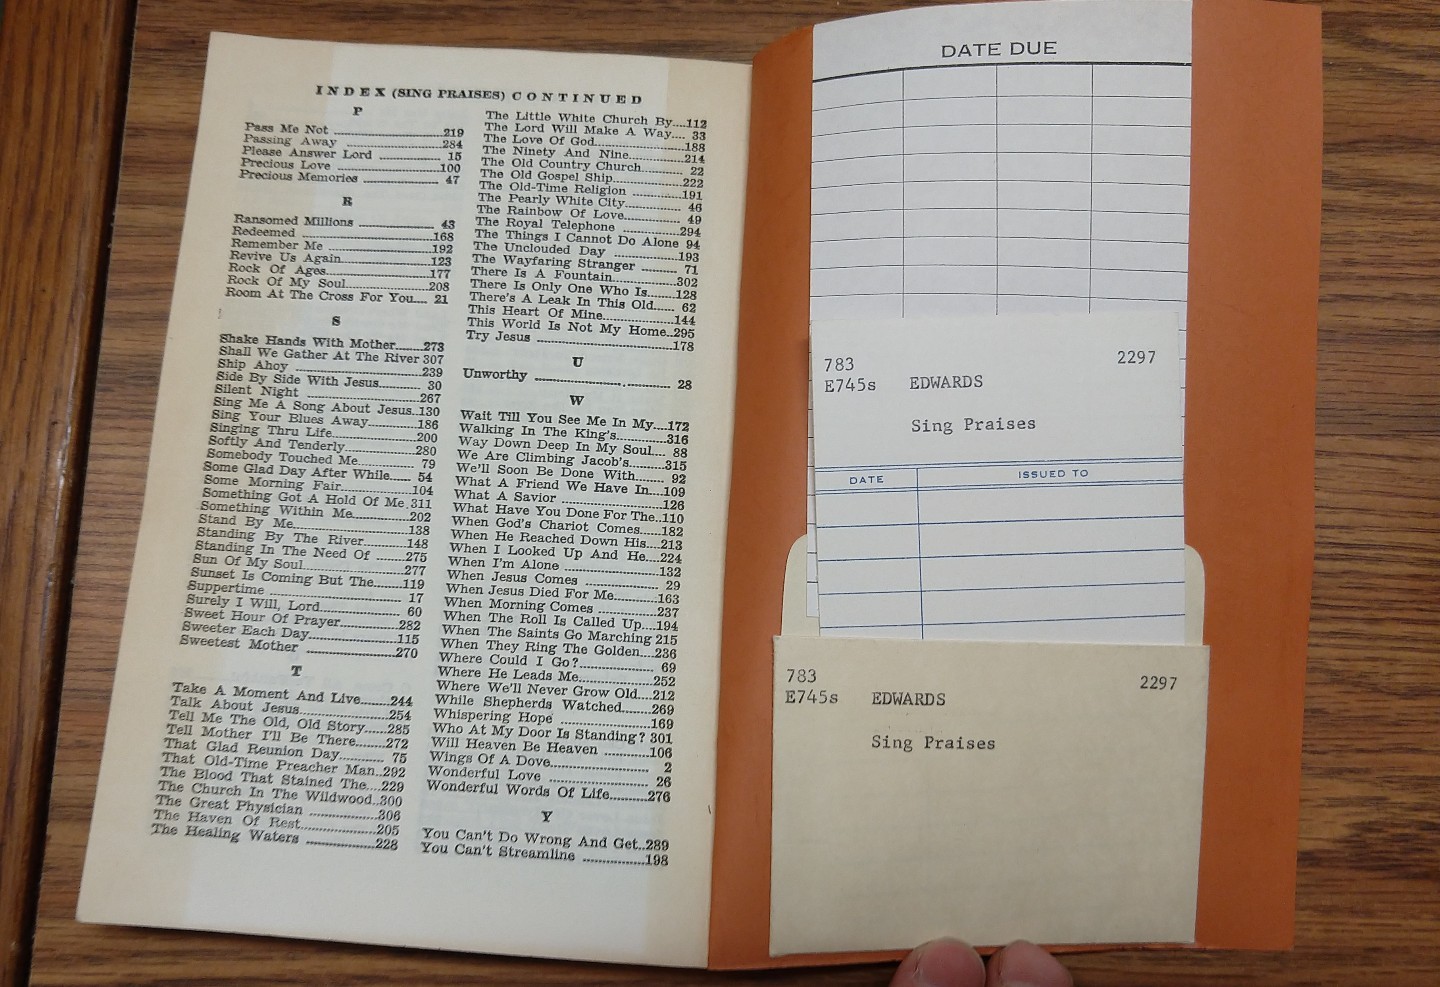 INDEX (SING PRAISES) CONTINUED
P
Pass Me Not ........219
Passing Away ........284
Please Answer Lord ........ 15
Precious Love ........100
Precious Memories ........ 47
R
Ransomed Millions ........ 43
Redeemed ........168
Remember Me ........192
Revive Us Again........123
Rock Of Ages........177
Rock Of My Soul........208
Room At The Cross For You.... 21
S
Shake Hands With Mother........273
Shall We Gather At The River 307
Ship Ahoy ........239
Side By Side With Jesus........ 30
Silent Night ........267
Sing Me A Song About Jesus..130
Sing Your Blues Away........186
Singing Thru Life........200
Softly And Tenderly........280
Somebody Touched Me........ 79
Some Glad Day After While..... 54
Some Morning Fair........104
Something Got A Hold Of Me.311
Something Within Me........202
Stand By Me........138
Standing By The River........148
Standing In The Need Of ........275
Sun Of My Soul........277
Sunset Is Coming But The.......119
Suppertime ........ 17
Surely I Will, Lord........ 60
Sweet Hour Of Prayer........282
Sweeter Each Day........115
Sweetest Mother ........270
T
Take A Moment And Live.......244
Talk About Jesus........254
Tell Me The Old, Old Story......285
Tell Mother I'll Be There........272
That Glad Reunion Day........ 75
That Old-Time Preacher Man..292
The Blood That Stained The....229
The Church In The Wildwood..300
The Great Physician ........306
The Haven Of Rest........205
The Healing Waters ........228
The Little White Church By....112
The Lord Will Make A Way.... 33
The Love Of God........188
The Ninety And Nine........214
The Old Country Church........ 22
The Old Gospel Ship........222
The Old-Time Religion ........191
The Pearly White City........ 46
The Rainbow Of Love........ 49
The Royal Telephone ........294
The Things I Cannot Do Alone 94
The Unclouded Day ........193
The Wayfaring Stranger ........ 71
There Is A Fountain........302
There Is Only One Who Is.......128
There's A Leak In This Old..... 62
This Heart Of Mine........144
This World Is Not My Home..295
Try Jesus ........178
U
Unworthy ........ 28
W
Wait Till You See Me In My....172
Walking In The King's........316
Way Down Deep In My Soul.... 88
We Are Climbing Jacob's........315
We'll Soon Be Done With........ 92
What A Friend We Have In....109
What A Savior ........126
What Have You Done For The..110
When God's Chariot Comes.....182
When He Reached Down His....213
When I Looked Up And He....224
When I'm Alone ........132
When Jesus Comes ........ 29
When Jesus Died For Me........163
When Morning Comes ........237
When The Roll Is Called Up....194
When The Saints Go Marching 215
When They Ring The Golden....236
Where Could I Go?........ 69
Where He Leads Me........252
Where We'll Never Grow Old....212
While Shepherds Watched........269
Whispering Hope ........169
Who At My Door Is Standing? 301
Will Heaven Be Heaven ........106
Wings Of A Dove........ 2
Wonderful Love ........ 26
Wonderful Words Of Life........276
Y
You Can't Do Wrong And Get..289
You Can't Streamline ........198
DATE DUE
783 2297
E745s EDWARDS
Sing Praises
DATE ISSUED TO
783 2297
E745s EDWARDS
Sing Praises